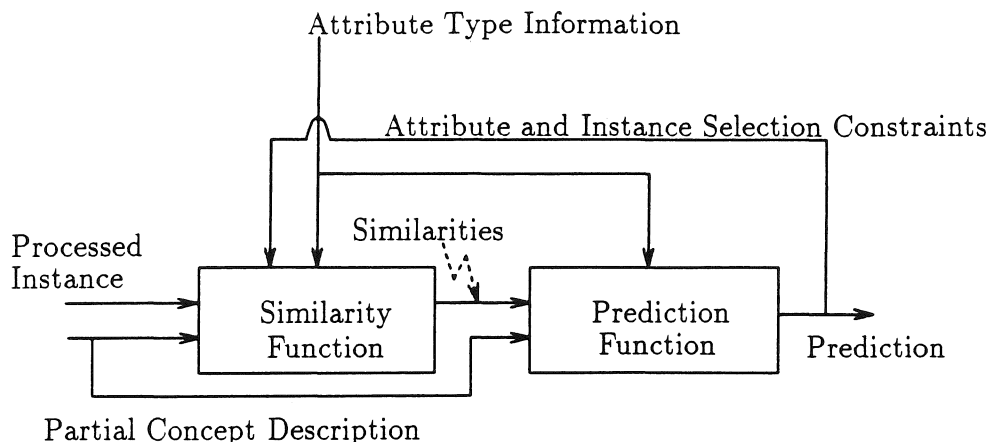 Attribute Type Information
Attribute and Instance Selection Constraints
Similarities
Processed
Instance
Similarity
Function
Prediction
Function
Prediction
Partial Concept Description